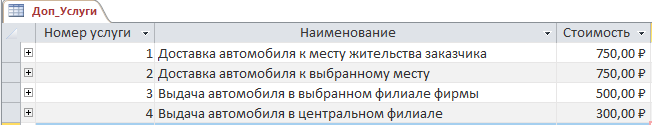 Доп_Услуги
Номер услуги Наименование Стоимость
1 Доставка автомобиля к месту жительства заказчика 750,00 ₽
2 Доставка автомобиля к выбранному месту 750,00 ₽
3 Выдача автомобиля в выбранном филиале фирмы 500,00 ₽
4 Выдача автомобиля в центральном филиале 300,00 ₽